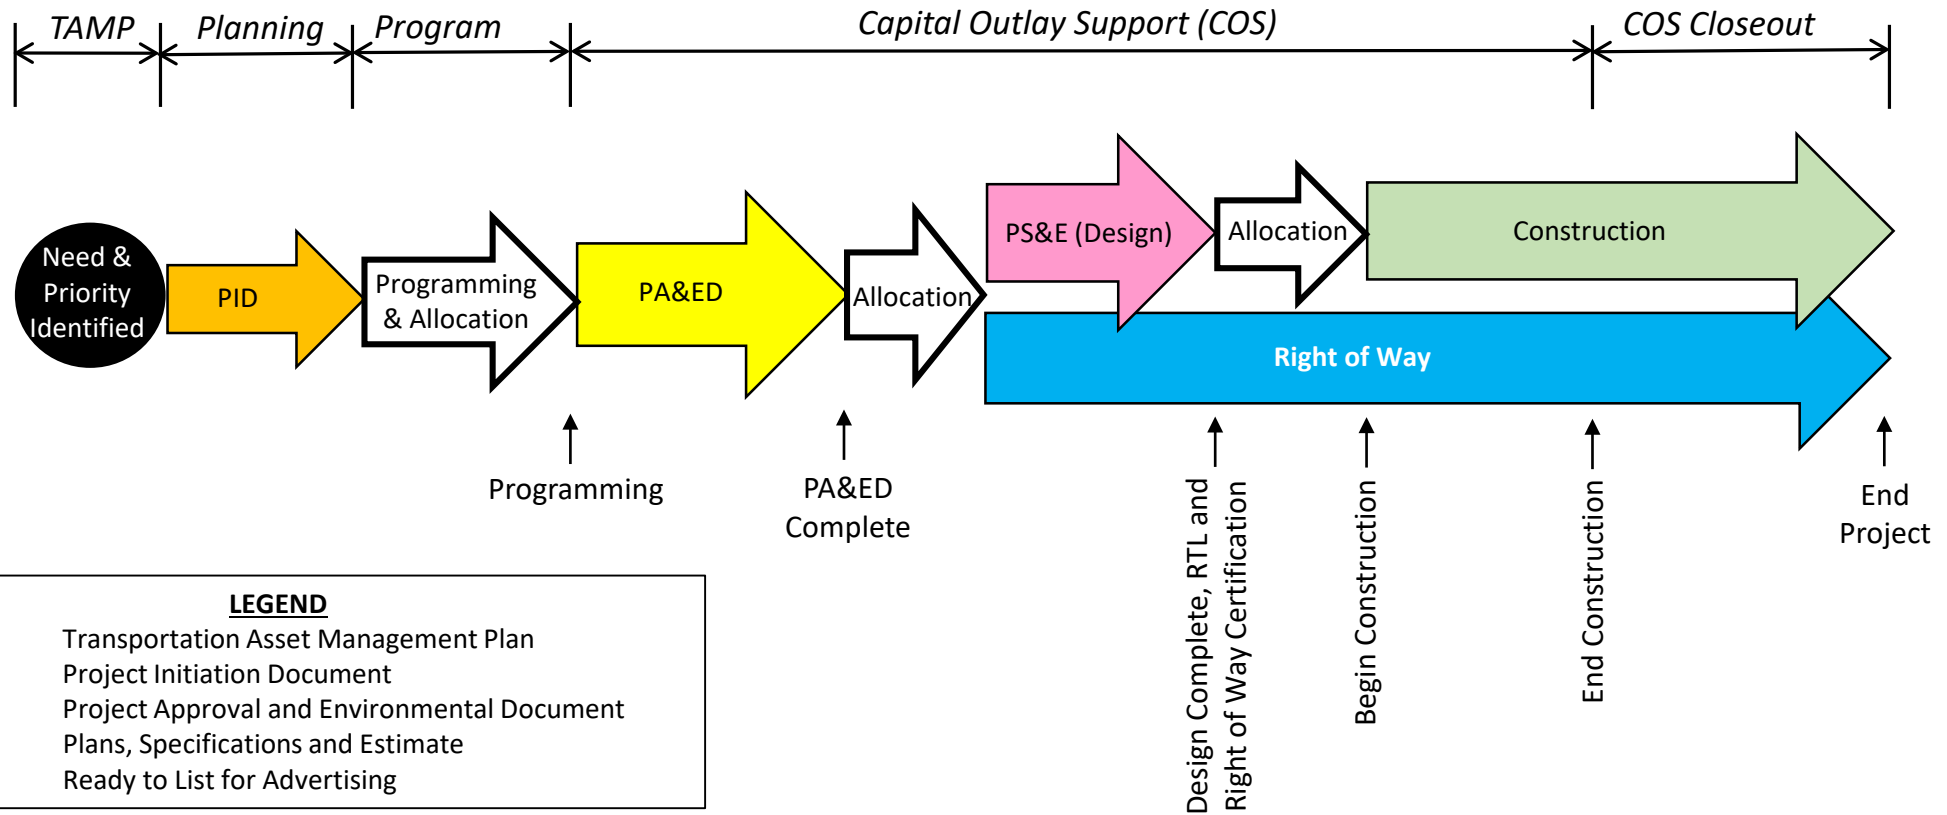 TAMP
Planning
Program
Capital Outlay Support (COS)
COS Closeout
Need &
Priority
Identified
PID
Programming
& Allocation
PA&ED
Allocation
PS&E (Design)
Allocation
Construction
Right of Way
Programming
PA&ED
Complete
Design Complete, RTL and
Right of Way Certification
Begin Construction
End Construction
End
Project
LEGEND
Transportation Asset Management Plan
Project Initiation Document
Project Approval and Environmental Document
Plans, Specifications and Estimate
Ready to List for Advertising